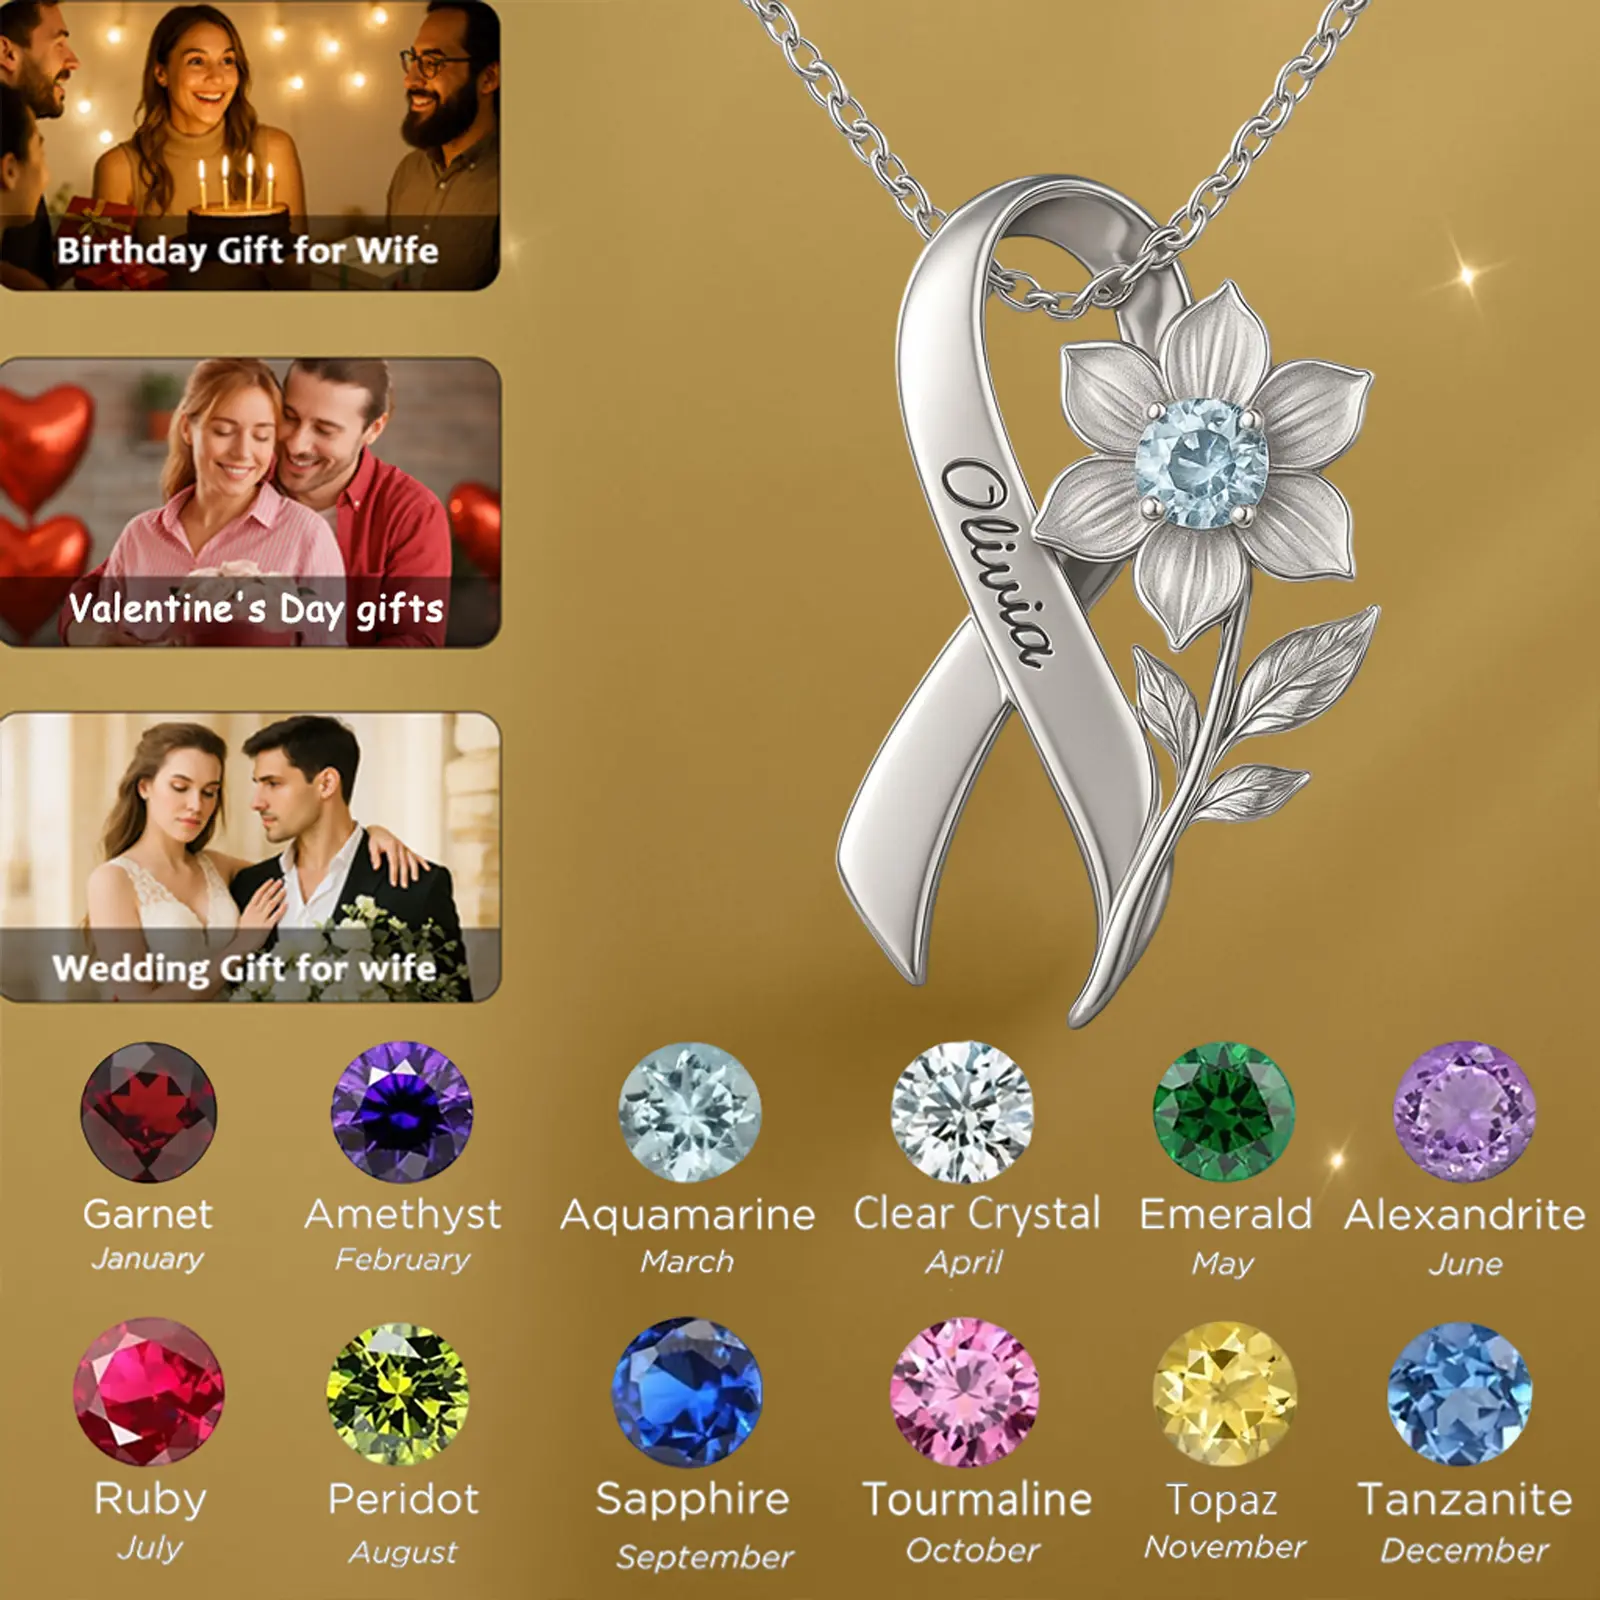 Birthday Gift for Wife
Valentine's Day gifts
Wedding Gift for wife
Olivia
Garnet
January
Amethyst
February
Aquamarine
March
Clear Crystal
April
Emerald
May
Alexandrite
June
Ruby
July
Peridot
August
Sapphire
September
Tourmaline
October
Topaz
November
Tanzanite
December